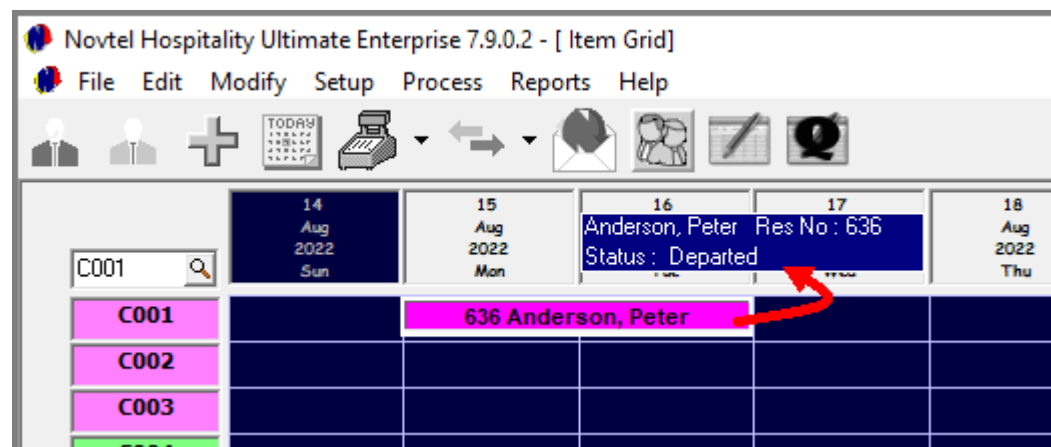 Novtel Hospitality Ultimate Enterprise 7.9.0.2 - [ Item Grid]
File Edit Modify Setup Process Reports Help
TODAY
14 15 16 17 18
Aug Aug Anderson, Peter Res No : 636 Aug
2022 2022 Status : Departed 2022
Sun Mon Thu
C001
C001 636 Anderson, Peter
C002
C003